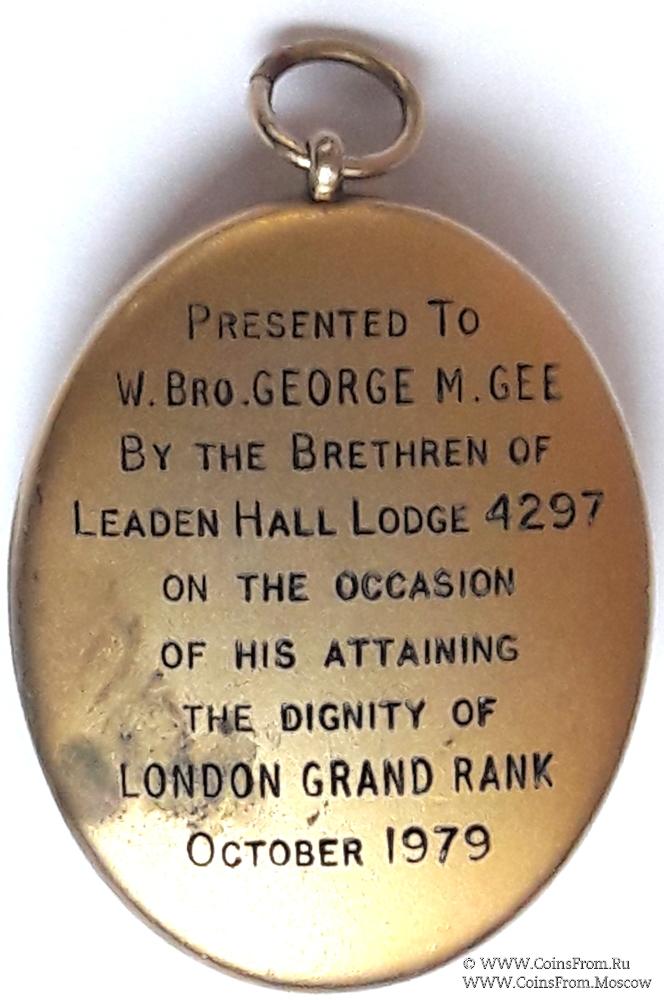 PRESENTED TO
W. BRO. GEORGE M. GEE
BY THE BRETHREN OF
LEADEN HALL LODGE 4297
ON THE OCCASION
OF HIS ATTAINING
THE DIGNITY OF
LONDON GRAND RANK
OCTOBER 1979
© WWW.CoinsFrom.Ru
WWW.CoinsFrom.Moscow